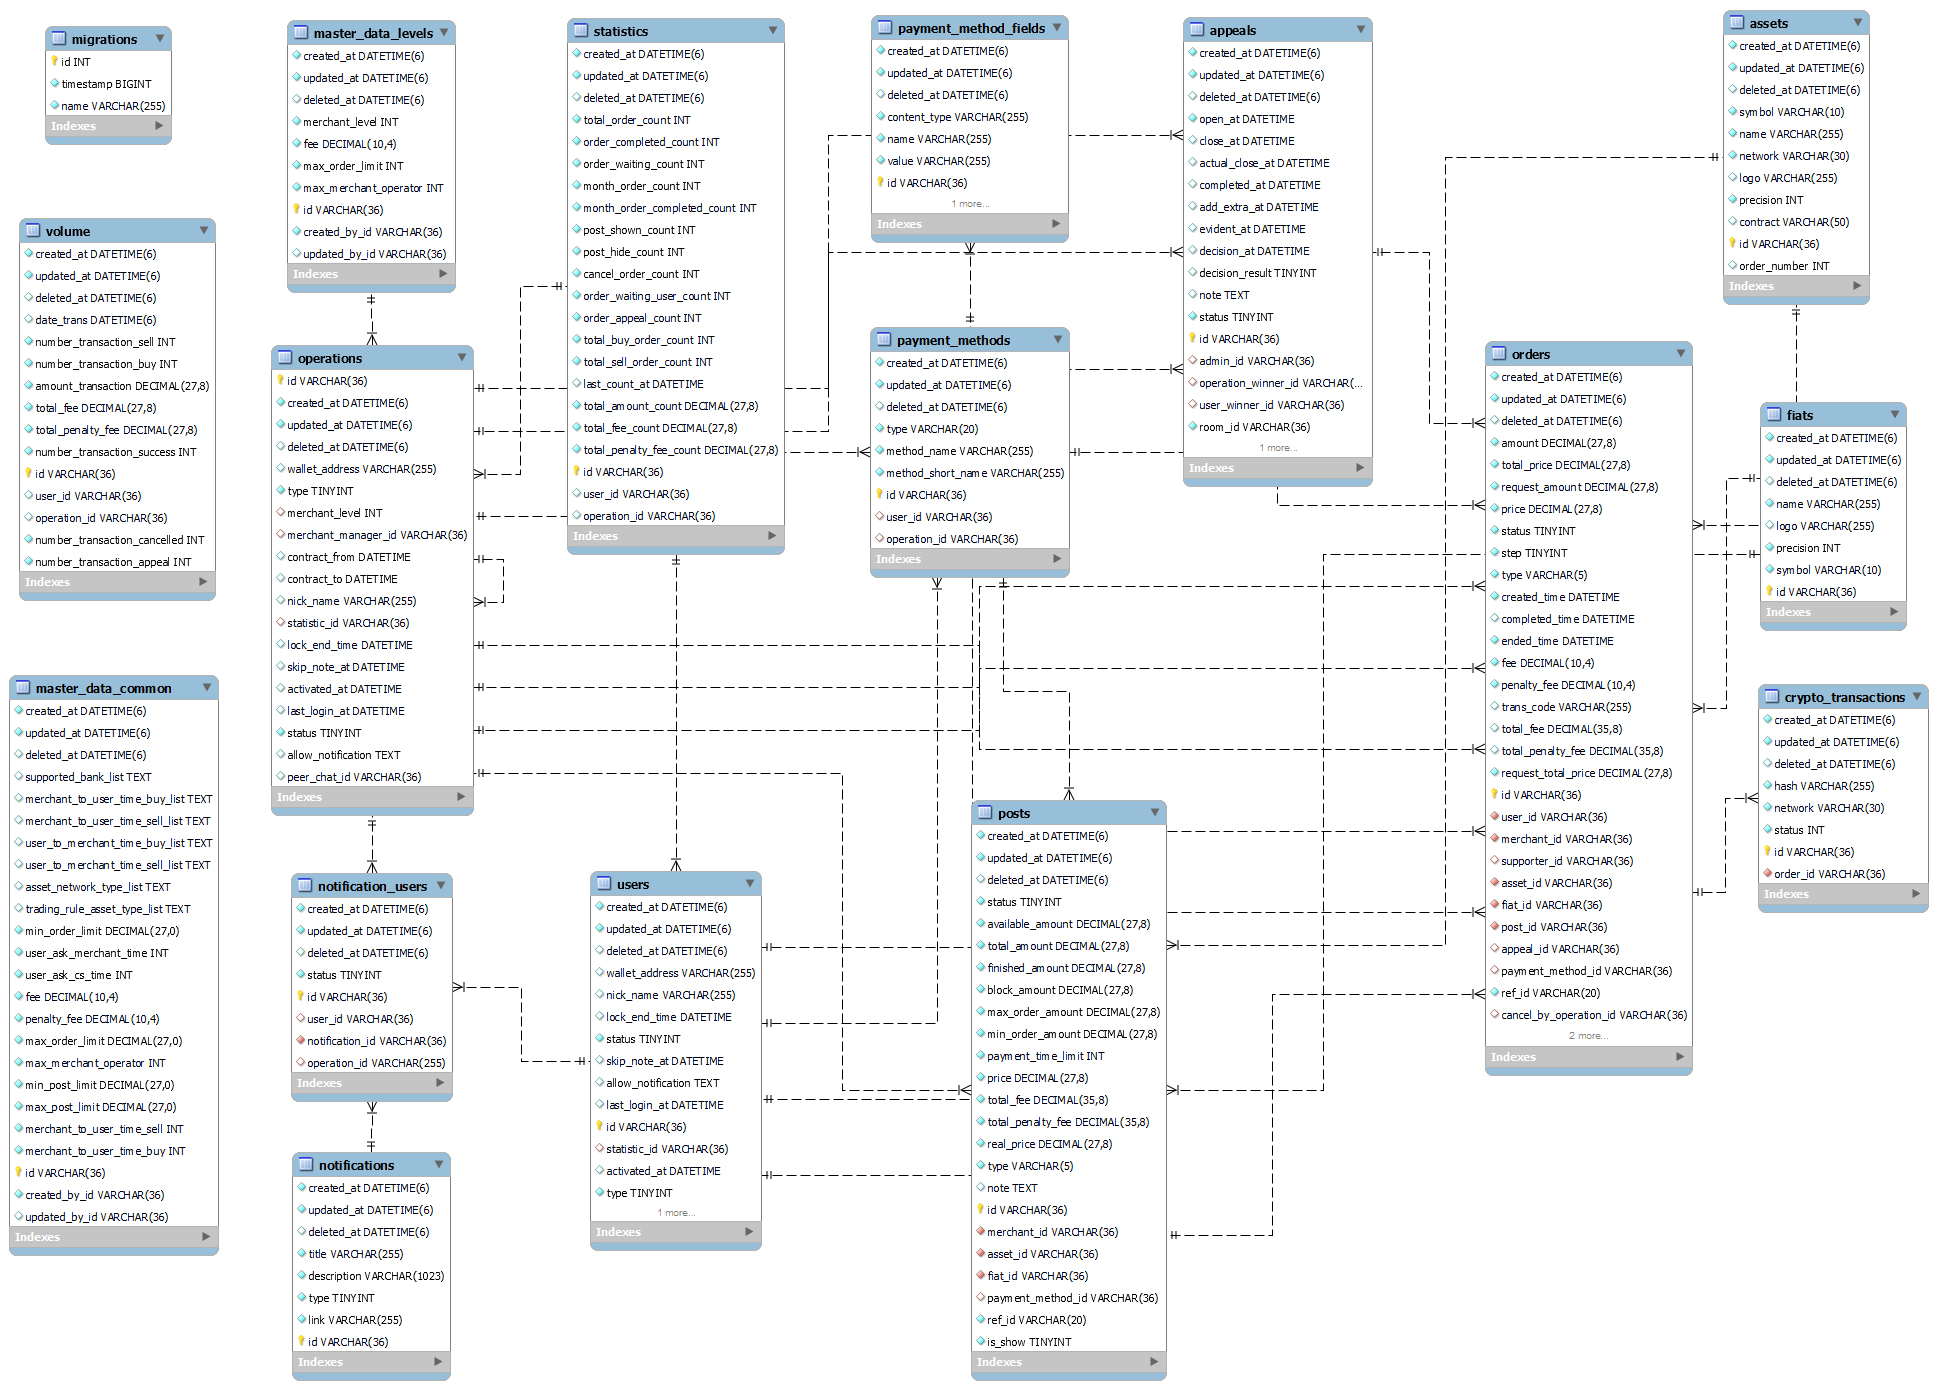 migrations
id INT
timestamp BIGINT
name VARCHAR(255)
Indexes
volume
created_at DATETIME(6)
updated_at DATETIME(6)
deleted_at DATETIME(6)
date_trans DATETIME(6)
number_transaction_sell INT
number_transaction_buy INT
amount_transaction DECIMAL(27,8)
total_fee DECIMAL(27,8)
total_penalty_fee DECIMAL(27,8)
number_transaction_success INT
id VARCHAR(36)
user_id VARCHAR(36)
operation_id VARCHAR(36)
number_transaction_cancelled INT
number_transaction_appeal INT
Indexes
master_data_common
created_at DATETIME(6)
updated_at DATETIME(6)
deleted_at DATETIME(6)
supported_bank_list TEXT
merchant_to_user_time_buy_list TEXT
merchant_to_user_time_sell_list TEXT
user_to_merchant_time_buy_list TEXT
user_to_merchant_time_sell_list TEXT
asset_network_type_list TEXT
trading_rule_asset_type_list TEXT
min_order_limit DECIMAL(27,0)
user_ask_merchant_time INT
user_ask_cs_time INT
fee DECIMAL(10,4)
penalty_fee DECIMAL(10,4)
max_order_limit DECIMAL(27,0)
max_merchant_operator INT
min_post_limit DECIMAL(27,0)
max_post_limit DECIMAL(27,0)
merchant_to_user_time_sell INT
merchant_to_user_time_buy INT
id VARCHAR(36)
created_by_id VARCHAR(36)
updated_by_id VARCHAR(36)
Indexes
master_data_levels
created_at DATETIME(6)
updated_at DATETIME(6)
deleted_at DATETIME(6)
merchant_level INT
fee DECIMAL(10,4)
max_order_limit INT
max_merchant_operator INT
id VARCHAR(36)
created_by_id VARCHAR(36)
updated_by_id VARCHAR(36)
Indexes
operations
id VARCHAR(36)
created_at DATETIME(6)
updated_at DATETIME(6)
deleted_at DATETIME(6)
wallet_address VARCHAR(255)
type TINYINT
merchant_level INT
merchant_manager_id VARCHAR(36)
contract_from DATETIME
contract_to DATETIME
nick_name VARCHAR(255)
statistic_id VARCHAR(36)
lock_end_time DATETIME
skip_note_at DATETIME
activated_at DATETIME
last_login_at DATETIME
status TINYINT
allow_notification TEXT
peer_chat_id VARCHAR(36)
Indexes
notification_users
created_at DATETIME(6)
updated_at DATETIME(6)
deleted_at DATETIME(6)
status TINYINT
id VARCHAR(36)
user_id VARCHAR(36)
notification_id VARCHAR(36)
operation_id VARCHAR(255)
Indexes
notifications
created_at DATETIME(6)
updated_at DATETIME(6)
deleted_at DATETIME(6)
title VARCHAR(255)
description VARCHAR(1023)
type TINYINT
link VARCHAR(255)
id VARCHAR(36)
Indexes
statistics
created_at DATETIME(6)
updated_at DATETIME(6)
deleted_at DATETIME(6)
total_order_count INT
order_completed_count INT
order_waiting_count INT
month_order_count INT
month_order_completed_count INT
post_shown_count INT
post_hide_count INT
cancel_order_count INT
order_waiting_user_count INT
order_appeal_count INT
total_buy_order_count INT
total_sell_order_count INT
last_count_at DATETIME
total_amount_count DECIMAL(27,8)
total_fee_count DECIMAL(27,8)
total_penalty_fee_count DECIMAL(27,8)
id VARCHAR(36)
user_id VARCHAR(36)
operation_id VARCHAR(36)
Indexes
users
created_at DATETIME(6)
updated_at DATETIME(6)
deleted_at DATETIME(6)
wallet_address VARCHAR(255)
nick_name VARCHAR(255)
lock_end_time DATETIME
status TINYINT
skip_note_at DATETIME
allow_notification TEXT
last_login_at DATETIME
id VARCHAR(36)
statistic_id VARCHAR(36)
activated_at DATETIME
type TINYINT
1 more...
Indexes
payment_method_fields
created_at DATETIME(6)
updated_at DATETIME(6)
deleted_at DATETIME(6)
content_type VARCHAR(255)
name VARCHAR(255)
value VARCHAR(255)
id VARCHAR(36)
1 more...
Indexes
payment_methods
created_at DATETIME(6)
updated_at DATETIME(6)
deleted_at DATETIME(6)
type VARCHAR(20)
method_name VARCHAR(255)
method_short_name VARCHAR(255)
id VARCHAR(36)
user_id VARCHAR(36)
operation_id VARCHAR(36)
Indexes
posts
created_at DATETIME(6)
updated_at DATETIME(6)
deleted_at DATETIME(6)
status TINYINT
available_amount DECIMAL(27,8)
total_amount DECIMAL(27,8)
finished_amount DECIMAL(27,8)
block_amount DECIMAL(27,8)
max_order_amount DECIMAL(27,8)
min_order_amount DECIMAL(27,8)
payment_time_limit INT
price DECIMAL(27,8)
total_fee DECIMAL(35,8)
total_penalty_fee DECIMAL(35,8)
real_price DECIMAL(27,8)
type VARCHAR(5)
note TEXT
id VARCHAR(36)
merchant_id VARCHAR(36)
asset_id VARCHAR(36)
fiat_id VARCHAR(36)
payment_method_id VARCHAR(36)
ref_id VARCHAR(20)
is_show TINYINT
Indexes
appeals
created_at DATETIME(6)
updated_at DATETIME(6)
deleted_at DATETIME(6)
open_at DATETIME
close_at DATETIME
actual_close_at DATETIME
completed_at DATETIME
add_extra_at DATETIME
evident_at DATETIME
decision_at DATETIME
decision_result TINYINT
note TEXT
status TINYINT
id VARCHAR(36)
admin_id VARCHAR(36)
operation_winner_id VARCHAR(...
user_winner_id VARCHAR(36)
room_id VARCHAR(36)
1 more...
Indexes
orders
created_at DATETIME(6)
updated_at DATETIME(6)
deleted_at DATETIME(6)
amount DECIMAL(27,8)
total_price DECIMAL(27,8)
request_amount DECIMAL(27,8)
price DECIMAL(27,8)
status TINYINT
step TINYINT
type VARCHAR(5)
created_time DATETIME
completed_time DATETIME
ended_time DATETIME
fee DECIMAL(10,4)
penalty_fee DECIMAL(10,4)
trans_code VARCHAR(255)
total_fee DECIMAL(35,8)
total_penalty_fee DECIMAL(35,8)
request_total_price DECIMAL(27,8)
id VARCHAR(36)
user_id VARCHAR(36)
merchant_id VARCHAR(36)
supporter_id VARCHAR(36)
asset_id VARCHAR(36)
fiat_id VARCHAR(36)
post_id VARCHAR(36)
appeal_id VARCHAR(36)
payment_method_id VARCHAR(36)
ref_id VARCHAR(20)
cancel_by_operation_id VARCHAR(36)
2 more...
Indexes
assets
created_at DATETIME(6)
updated_at DATETIME(6)
deleted_at DATETIME(6)
symbol VARCHAR(10)
name VARCHAR(255)
network VARCHAR(30)
logo VARCHAR(255)
precision INT
contract VARCHAR(50)
id VARCHAR(36)
order_number INT
Indexes
fiats
created_at DATETIME(6)
updated_at DATETIME(6)
deleted_at DATETIME(6)
name VARCHAR(255)
logo VARCHAR(255)
precision INT
symbol VARCHAR(10)
id VARCHAR(36)
Indexes
crypto_transactions
created_at DATETIME(6)
updated_at DATETIME(6)
deleted_at DATETIME(6)
hash VARCHAR(255)
network VARCHAR(30)
status INT
id VARCHAR(36)
order_id VARCHAR(36)
Indexes